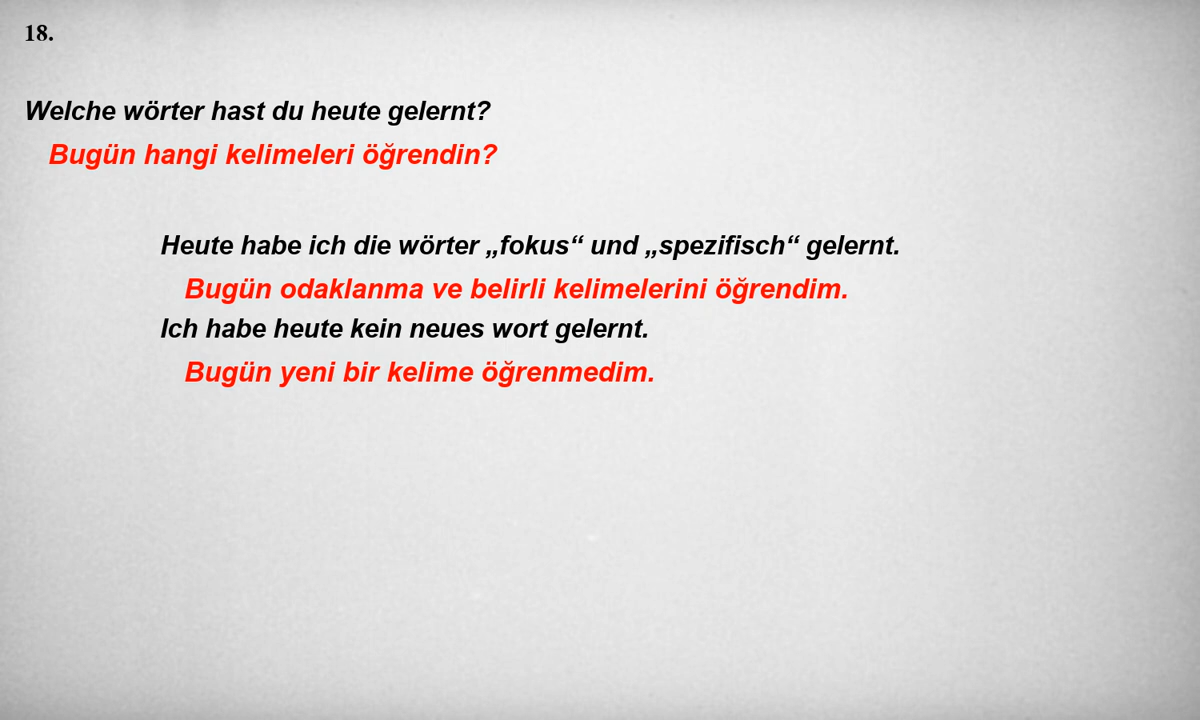 18.
Welche wörter hast du heute gelernt?
Bugün hangi kelimeleri öğrendin?
Heute habe ich die wörter „fokus“ und „spezifisch“ gelernt.
Bugün odaklanma ve belirli kelimelerini öğrendim.
Ich habe heute kein neues wort gelernt.
Bugün yeni bir kelime öğrenmedim.